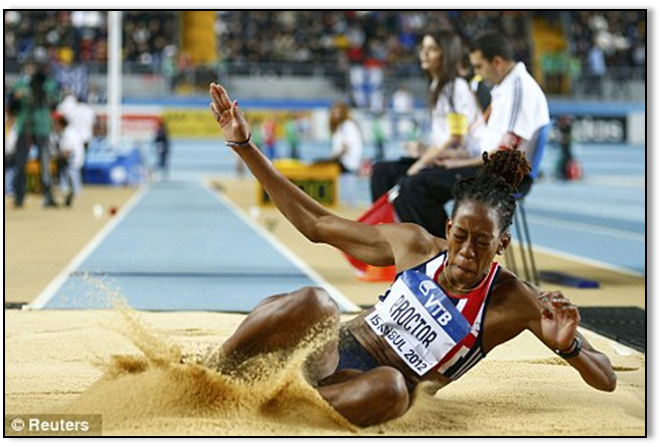 VTB
PROCTOR
ISTANBUL 2012
© Reuters